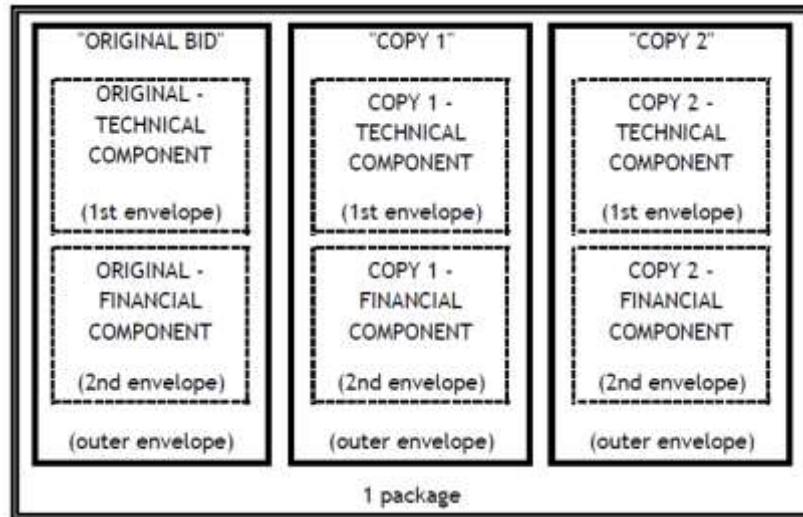 "ORIGINAL BID"
ORIGINAL -
TECHNICAL
COMPONENT
(1st envelope)
ORIGINAL -
FINANCIAL
COMPONENT
(2nd envelope)
(outer envelope)
"COPY 1"
COPY 1 -
TECHNICAL
COMPONENT
(1st envelope)
COPY 1 -
FINANCIAL
COMPONENT
(2nd envelope)
(outer envelope)
"COPY 2"
COPY 2 -
TECHNICAL
COMPONENT
(1st envelope)
COPY 2 -
FINANCIAL
COMPONENT
(2nd envelope)
(outer envelope)
1 package